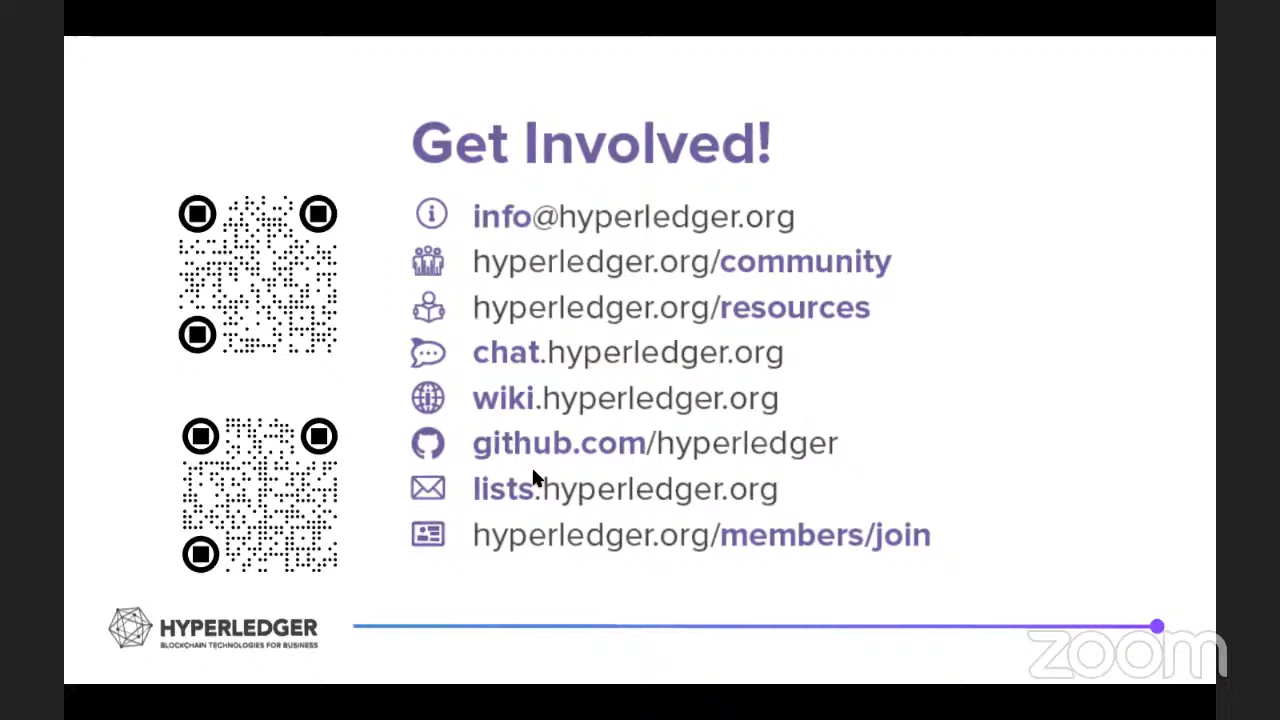 Get Involved!
info@hyperledger.org
hyperledger.org/community
hyperledger.org/resources
chat.hyperledger.org
wiki.hyperledger.org
github.com/hyperledger
lists.hyperledger.org
hyperledger.org/members/join
HYPERLEDGER
BLOCKCHAIN TECHNOLOGIES FOR BUSINESS
zoom